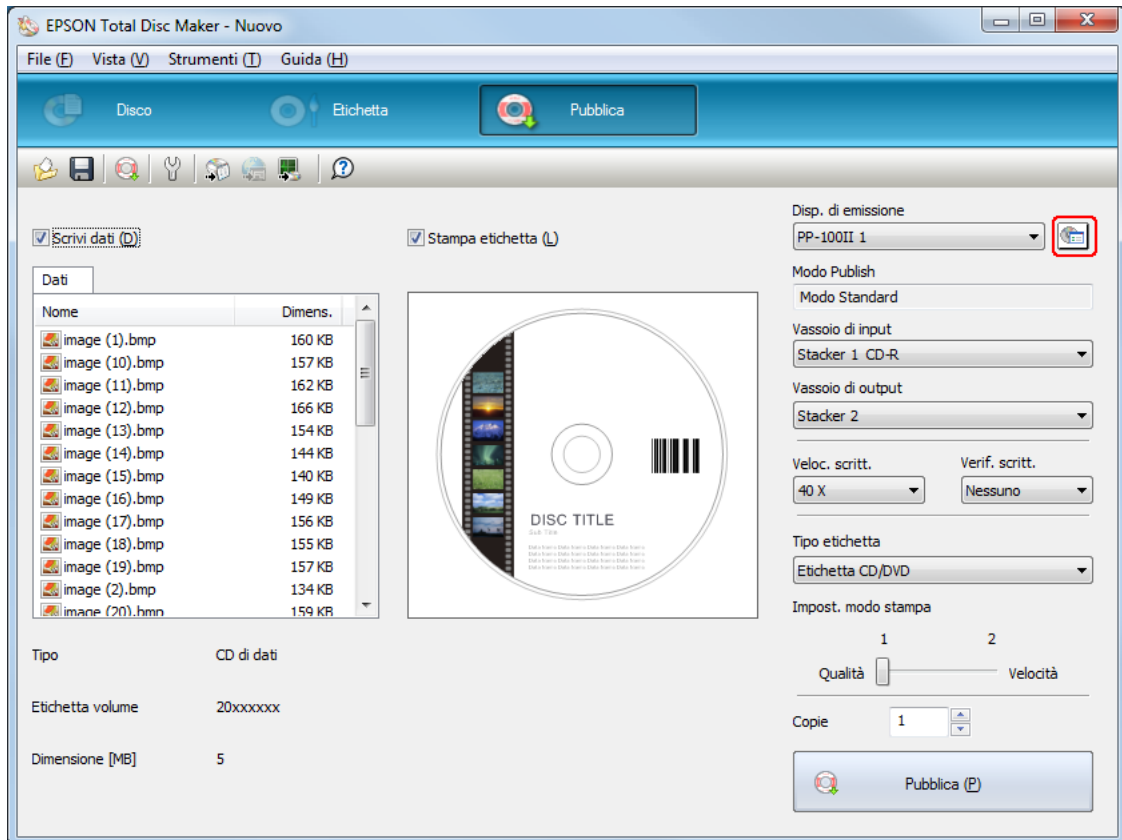 EPSON Total Disc Maker - Nuovo
File (F) Vista (V) Strumenti (T) Guida (H)
Disco Etichetta Pubblica
Scrivi dati (D)
Dati
Nome Dimens.
image (1).bmp 160 KB
image (10).bmp 157 KB
image (11).bmp 162 KB
image (12).bmp 166 KB
image (13).bmp 154 KB
image (14).bmp 144 KB
image (15).bmp 140 KB
image (16).bmp 149 KB
image (17).bmp 156 KB
image (18).bmp 155 KB
image (19).bmp 157 KB
image (2).bmp 134 KB
image (20).bmp 159 KB
Tipo CD di dati
Etichetta volume 20xxxxxx
Dimensione [MB] 5
Stampa etichetta (L)
DISC TITLE
Sub Title
Disp. di emissione
PP-100II 1
Modo Publish
Modo Standard
Vassoio di input
Stacker 1 CD-R
Vassoio di output
Stacker 2
Veloc. scritt. Verif. scritt.
40 X Nessuno
Tipo etichetta
Etichetta CD/DVD
Impost. modo stampa
1 2
Qualità Velocità
Copie 1
Pubblica (P)